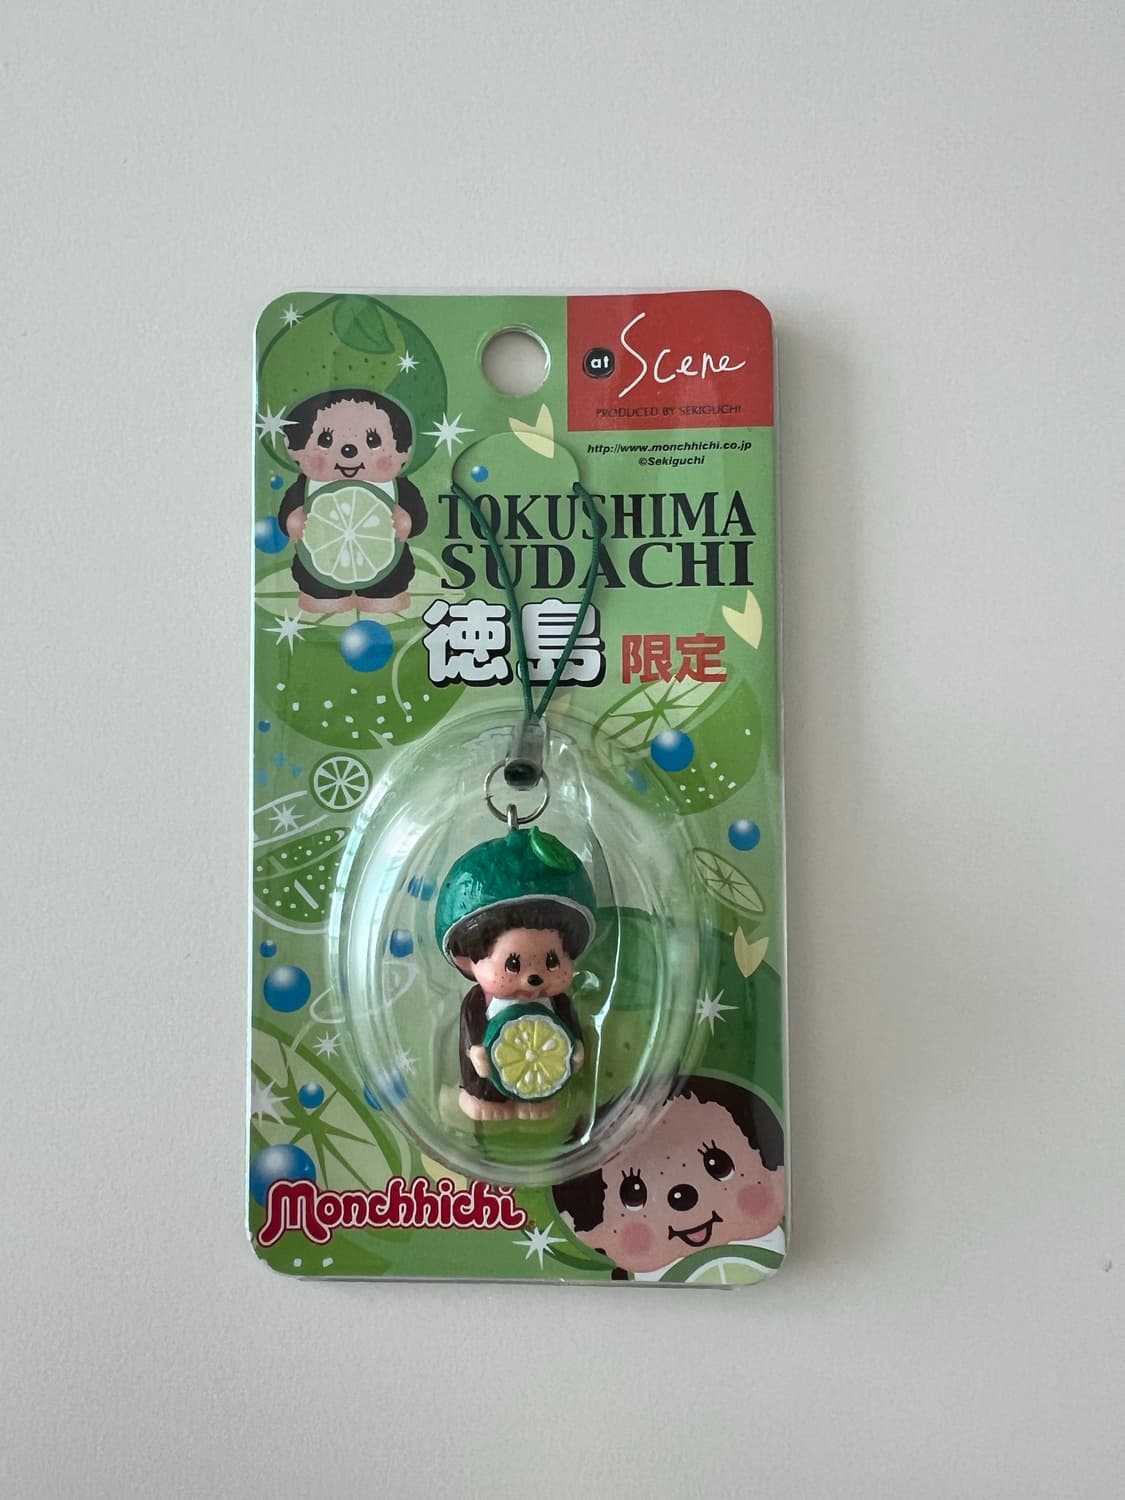 at Scene
PRODUCED BY SEKIGUCHI
http://www.monchhichi.co.jp
©Sekiguchi
TOKUSHIMA
SUDACHI
徳島 限定
Monchhichi